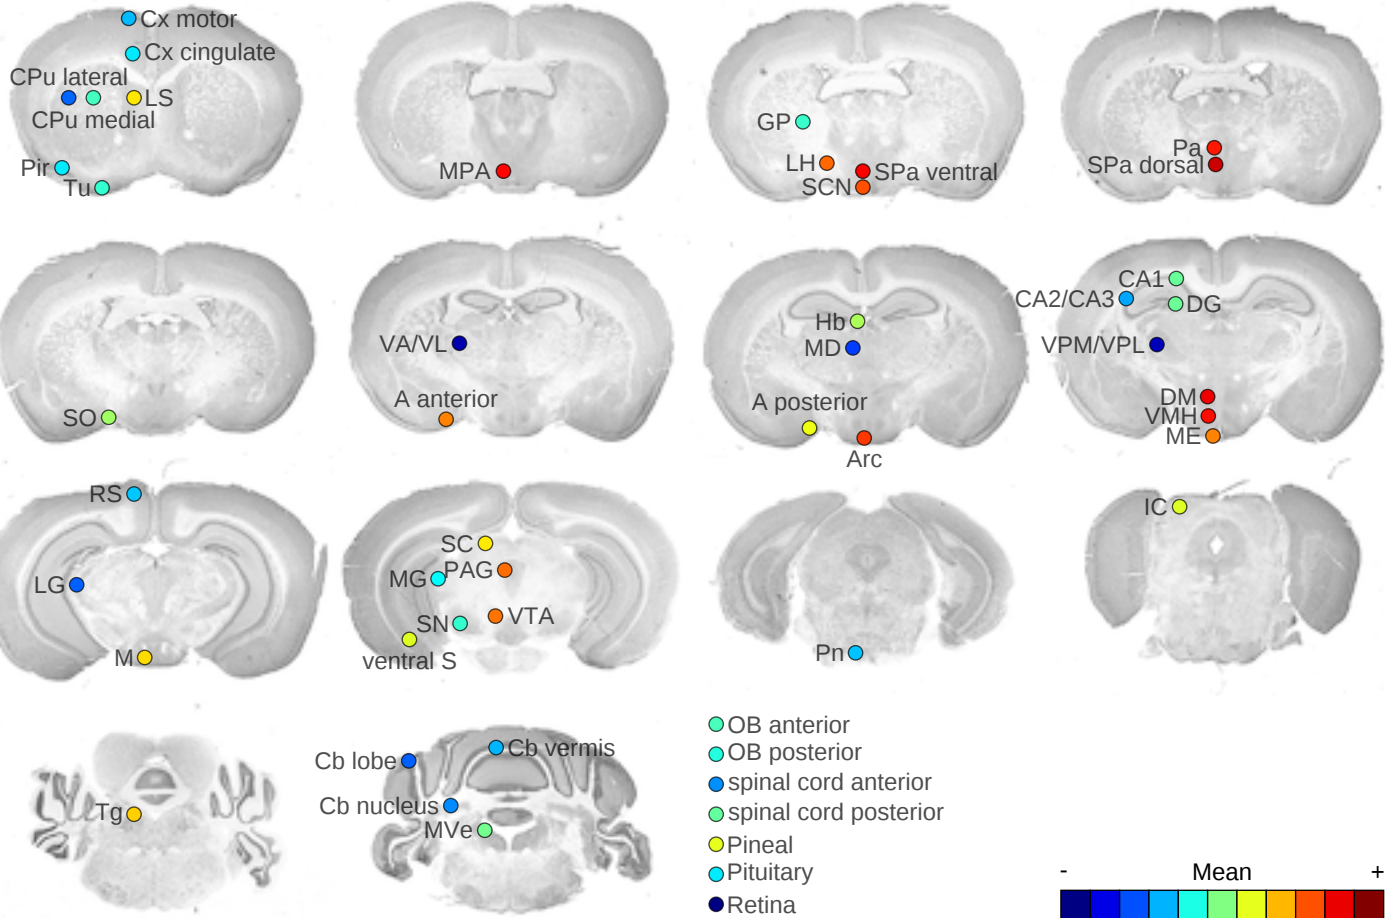 Cx motor
Cx cingulate
CPu lateral
LS
CPu medial
Pir
Tu
MPA
GP
LH
SPa ventral
SCN
Pa
SPa dorsal
SO
VA/VL
A anterior
Hb
MD
A posterior
Arc
CA1
CA2/CA3
DG
VPM/VPL
DM
VMH
ME
RS
LG
M
SC
MG
PAG
SN
VTA
ventral S
Pn
IC
Tg
Cb lobe
Cb vermis
Cb nucleus
MVe
OB anterior
OB posterior
spinal cord anterior
spinal cord posterior
Pineal
Pituitary
Retina
- Mean +